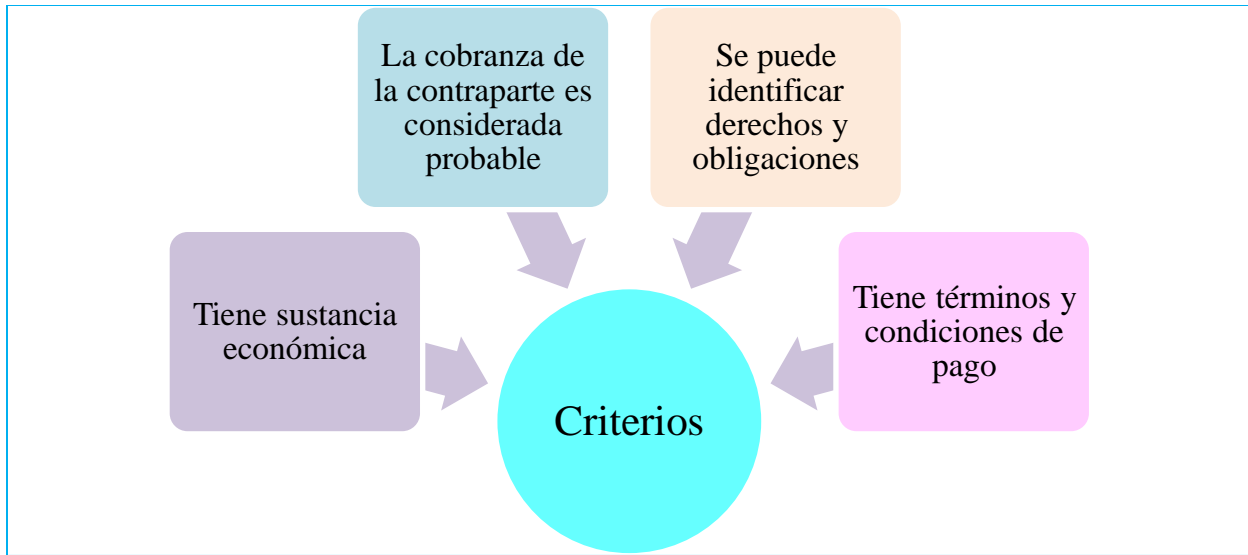 La cobranza de
la contraparte es
considerada
probable
Se puede
identificar
derechos y
obligaciones
Tiene sustancia
económica
Tiene términos y
condiciones de
pago
Criterios